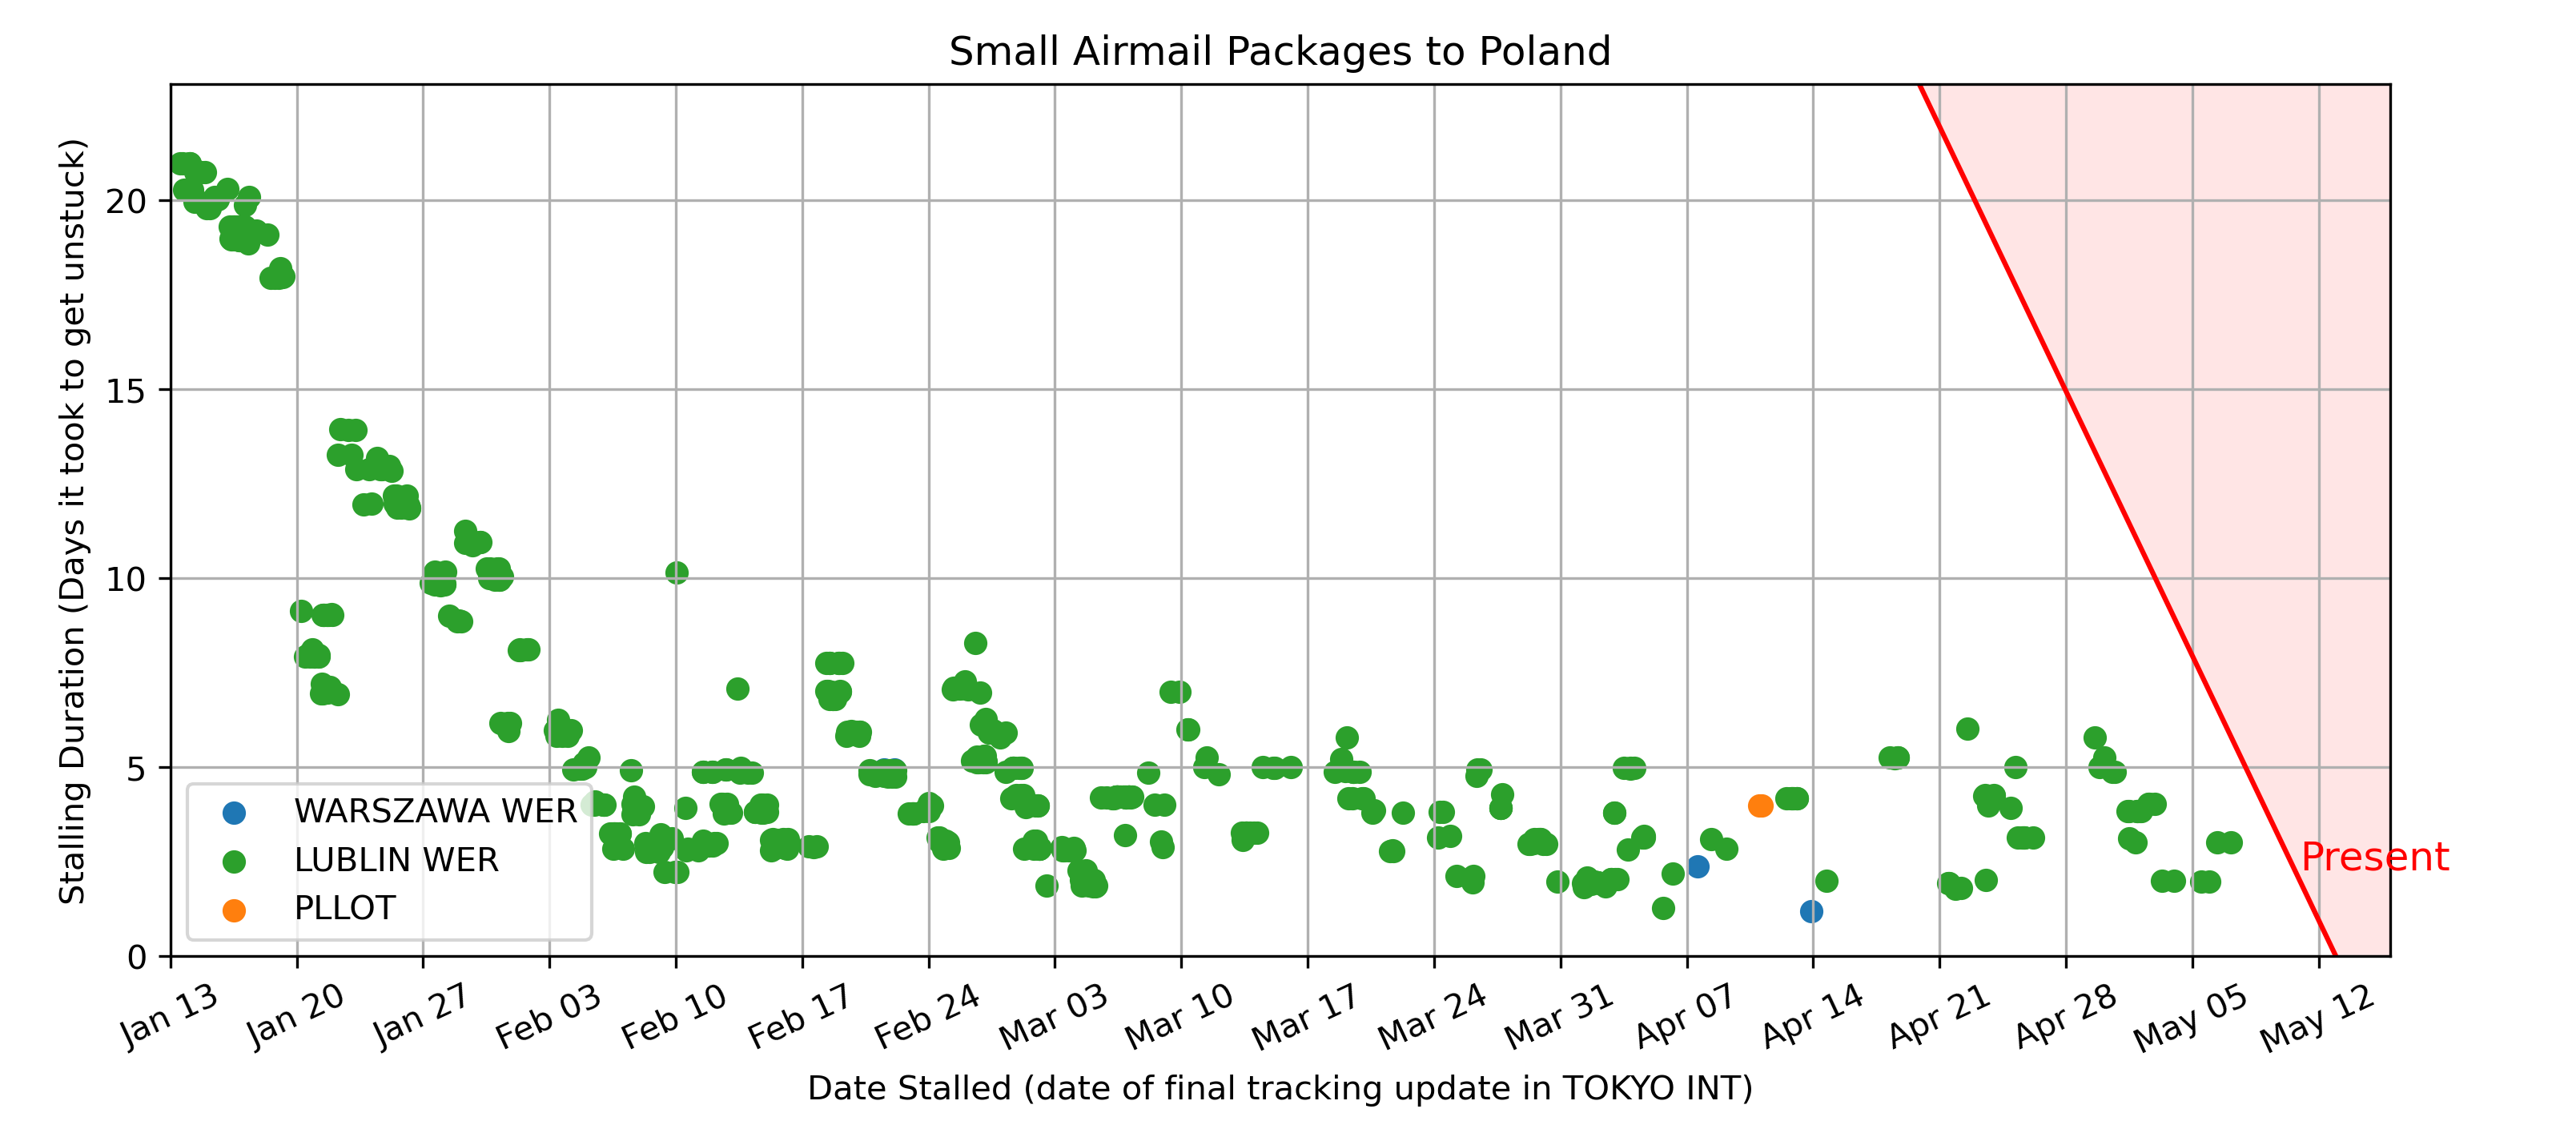 Small Airmail Packages to Poland
Stalling Duration (Days it took to get unstuck)
20
15
10
5
0
WARSZAWA WER
LUBLIN WER
PLLOT
Present
Jan 13
Jan 20
Jan 27
Feb 03
Feb 10
Feb 17
Feb 24
Mar 03
Mar 10
Mar 17
Mar 24
Mar 31
Apr 07
Apr 14
Apr 21
Apr 28
May 05
May 12
Date Stalled (date of final tracking update in TOKYO INT)